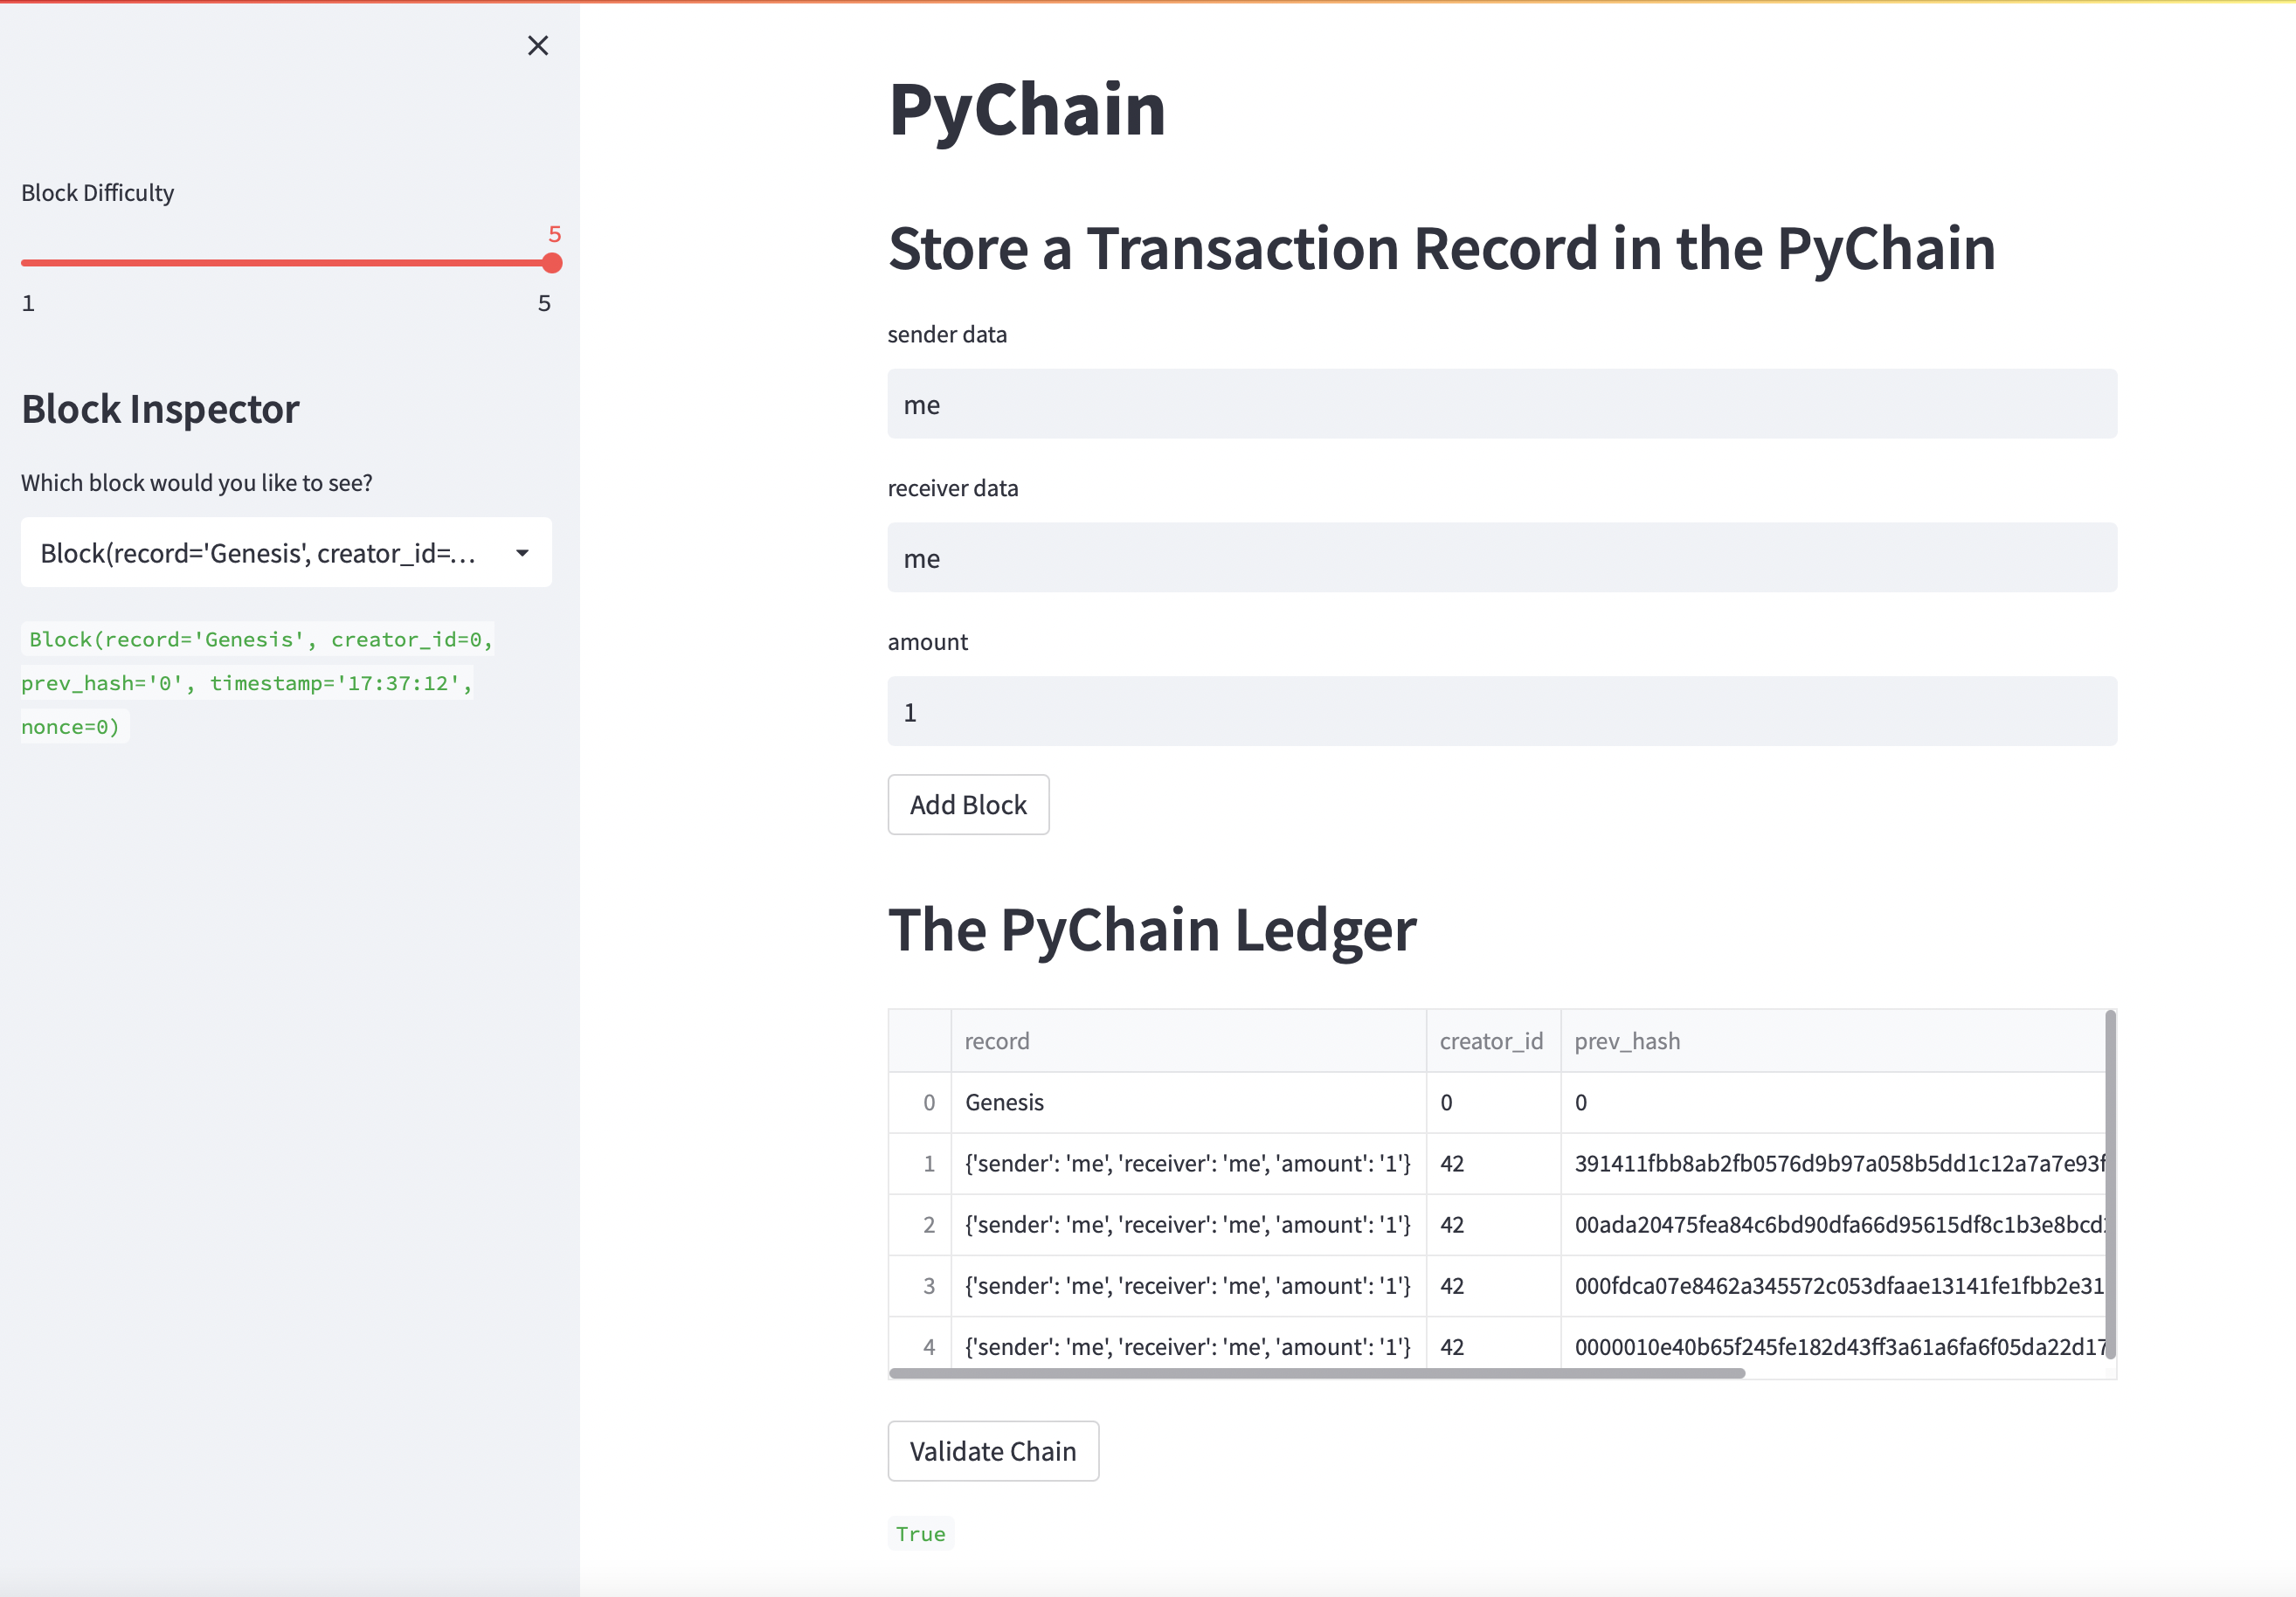 Block Difficulty
5
1 5
Block Inspector
Which block would you like to see?
Block(record='Genesis', creator_id=...
Block(record='Genesis', creator_id=0,
prev_hash='0', timestamp='17:37:12',
nonce=0)
PyChain
Store a Transaction Record in the PyChain
sender data
me
receiver data
me
amount
1
Add Block
The PyChain Ledger
record creator_id prev_hash
0 Genesis 0 0
1 {'sender': 'me', 'receiver': 'me', 'amount': '1'} 42 391411fbb8ab2fb0576d9b97a058b5dd1c12a7a7e93f
2 {'sender': 'me', 'receiver': 'me', 'amount': '1'} 42 00ada20475fea84c6bd90dfa66d95615df8c1b3e8bcd
3 {'sender': 'me', 'receiver': 'me', 'amount': '1'} 42 000fdca07e8462a345572c053dfaae13141fe1fbb2e31
4 {'sender': 'me', 'receiver': 'me', 'amount': '1'} 42 0000010e40b65f245fe182d43ff3a61a6fa6f05da22d17
Validate Chain
True